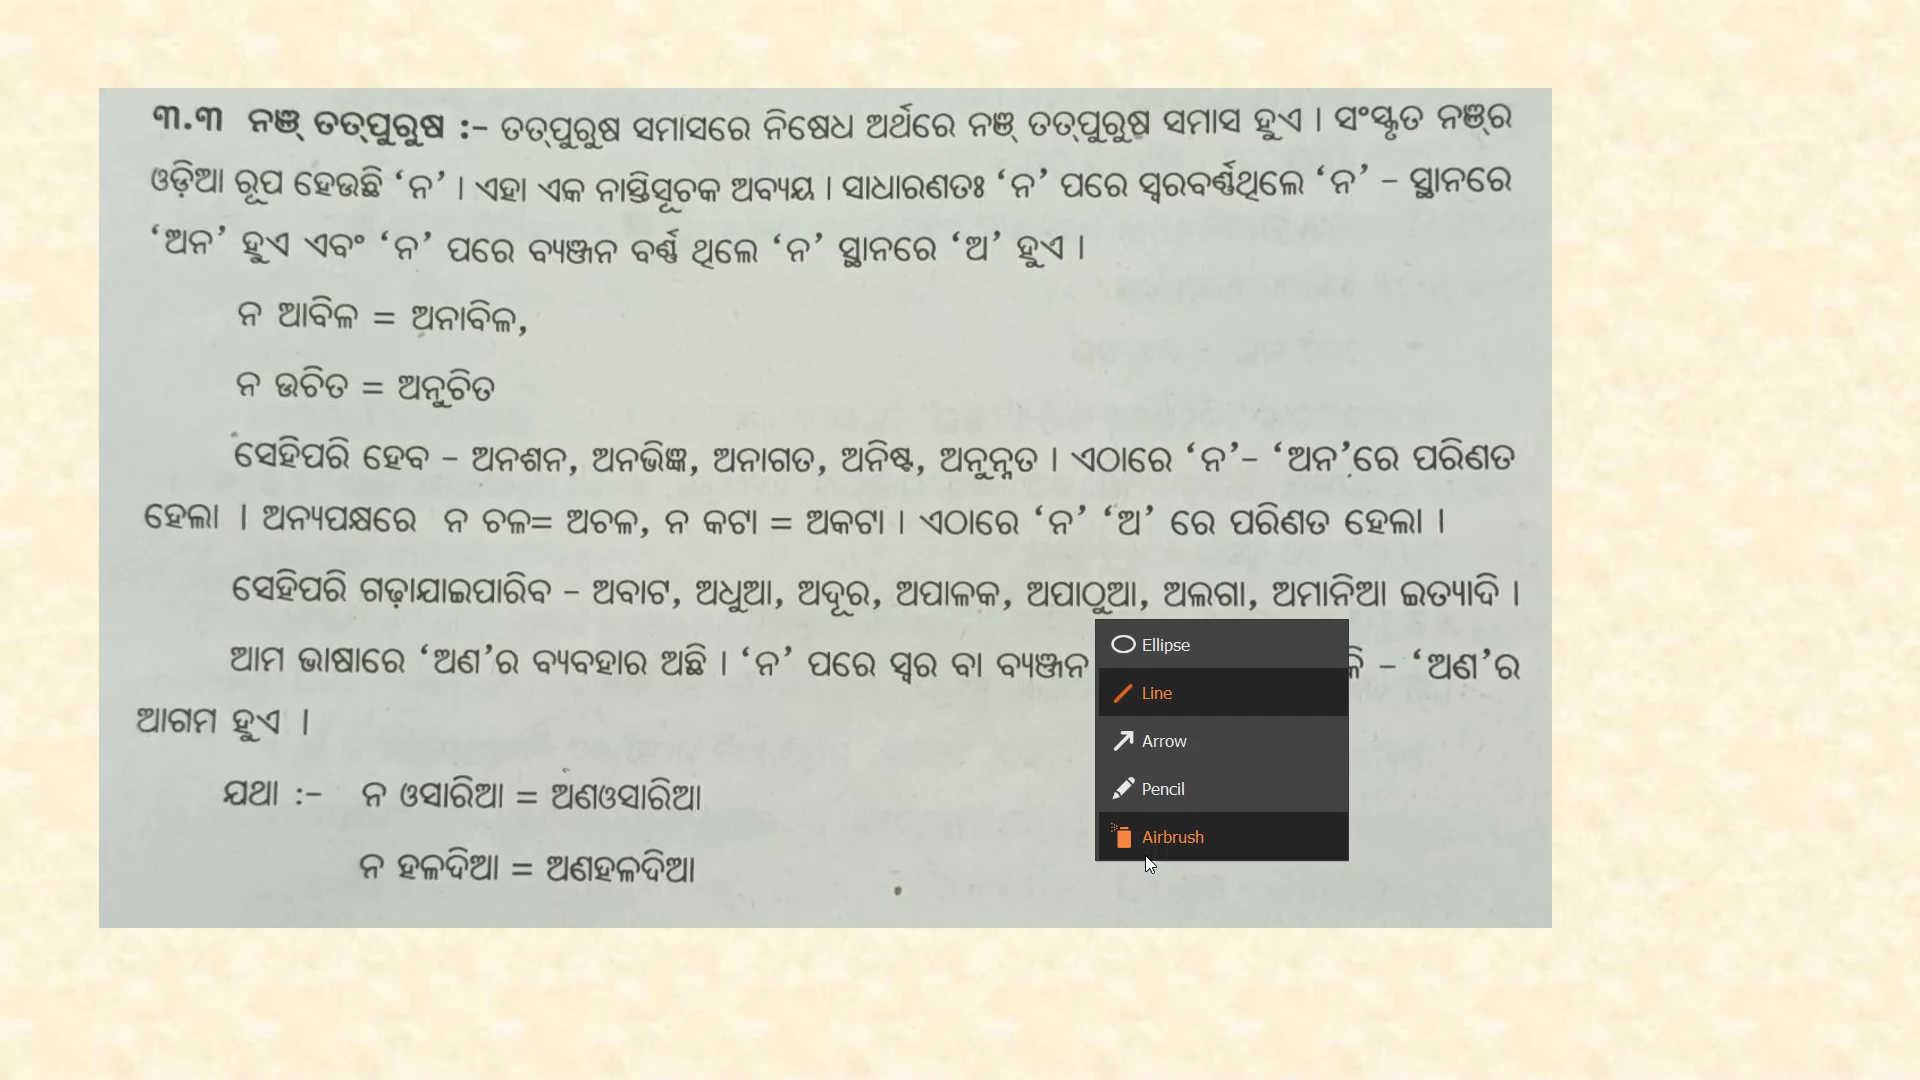 ୩.୩ ନଞ୍ ତତ୍‌ପୁରୁଷ :- ତତ୍‌ପୁରୁଷ ସମାସରେ ନିଷେଧ ଅର୍ଥରେ ନଞ୍ ତତ୍‌ପୁରୁଷ ସମାସ ହୁଏ । ସଂସ୍କୃତ ନଞ୍‌ର
ଓଡ଼ିଆ ରୂପ ହେଉଛି ‘ନ’ । ଏହା ଏକ ନାସ୍ତିସୂଚକ ଅବ୍ୟୟ । ସାଧାରଣତଃ ‘ନ’ ପରେ ସ୍ୱରବର୍ଣ୍ଣଥିଲେ ‘ନ’ – ସ୍ଥାନରେ
‘ଅନ’ ହୁଏ ଏବଂ ‘ନ’ ପରେ ବ୍ୟଞ୍ଜନ ବର୍ଣ୍ଣ ଥିଲେ ‘ନ’ ସ୍ଥାନରେ ‘ଅ’ ହୁଏ ।
ନ ଆବିଳ = ଅନାବିଳ,
ନ ଉଚିତ = ଅନୁଚିତ
ସେହିପରି ହେବ – ଅନଶନ, ଅନଭିଜ୍ଞ, ଅନାଗତ, ଅନିଷ୍ଟ, ଅନୁନ୍ନତ । ଏଠାରେ ‘ନ’– ‘ଅନ’ରେ ପରିଣତ
ହେଲା । ଅନ୍ୟପକ୍ଷରେ ନ ଚଳ= ଅଚଳ, ନ କଟା = ଅକଟା । ଏଠାରେ ‘ନ’ ‘ଅ’ ରେ ପରିଣତ ହେଲା ।
ସେହିପରି ଗଢ଼ାଯାଇପାରିବ – ଅବାଟ, ଅଧୁଆ, ଅଦୂର, ଅପାଳକ, ଅପାଠୁଆ, ଅଲଗା, ଅମାନିଆ ଇତ୍ୟାଦି ।
ଆମ ଭାଷାରେ ‘ଅଣ’ର ବ୍ୟବହାର ଅଛି । ‘ନ’ ପରେ ସ୍ୱର ବା ବ୍ୟଞ୍ଜନ – ‘ଅଣ’ର
ଆଗମ ହୁଏ ।
ଯଥା :– ନ ଓସାରିଆ = ଅଣଓସାରିଆ
ନ ହଳଦିଆ = ଅଣହଳଦିଆ
Ellipse
Line
Arrow
Pencil
Airbrush